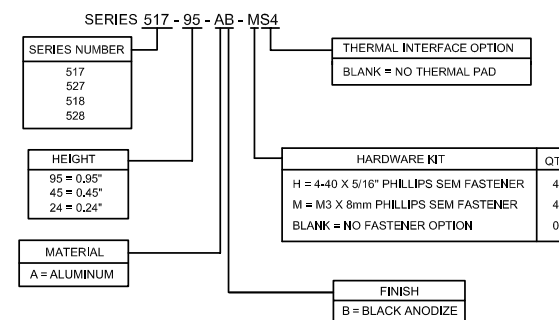 SERIES 517 - 95 - AB - MS4
SERIES NUMBER
517
527
518
528
THERMAL INTERFACE OPTION
BLANK = NO THERMAL PAD
HEIGHT
95 = 0.95"
45 = 0.45"
24 = 0.24"
HARDWARE KIT QT
H = 4-40 X 5/16" PHILLIPS SEM FASTENER 4
M = M3 X 8mm PHILLIPS SEM FASTENER 4
BLANK = NO FASTENER OPTION 0
MATERIAL
A = ALUMINUM
FINISH
B = BLACK ANODIZE